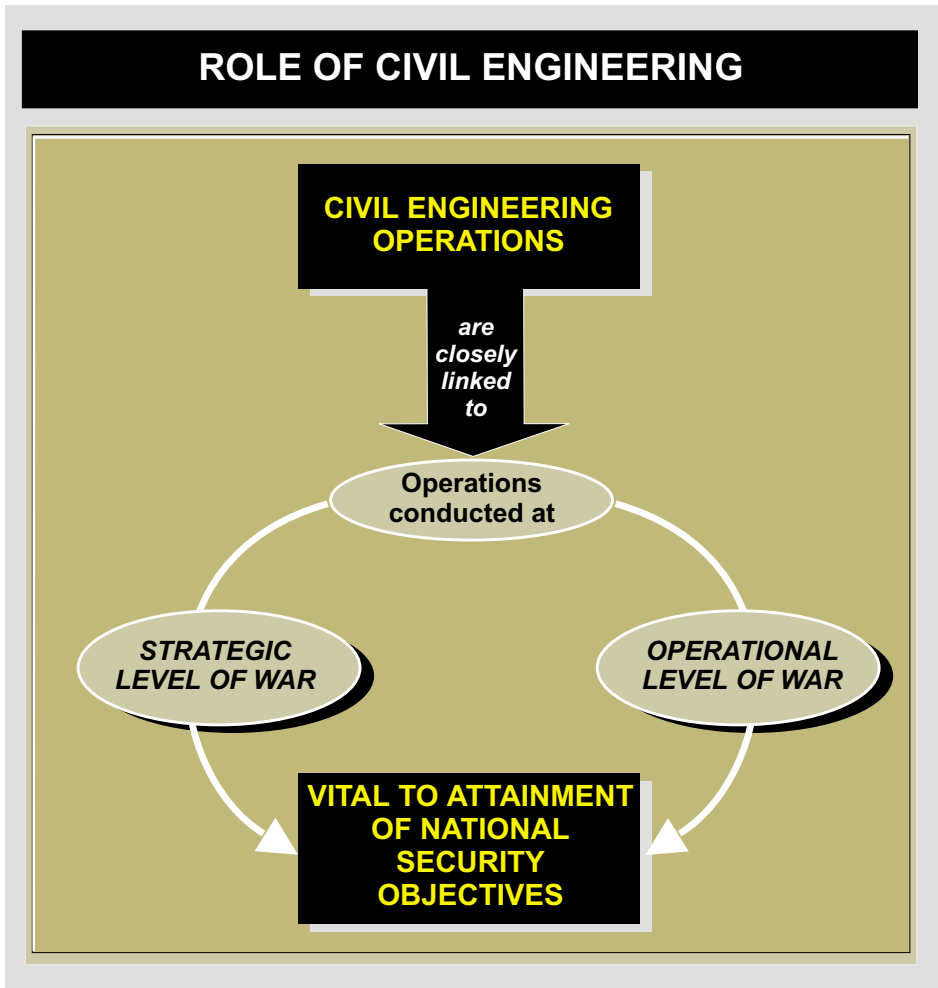 ROLE OF CIVIL ENGINEERING
CIVIL ENGINEERING
OPERATIONS
are
closely
linked
to
Operations
conducted at
STRATEGIC
LEVEL OF WAR
OPERATIONAL
LEVEL OF WAR
VITAL TO ATTAINMENT
OF NATIONAL
SECURITY
OBJECTIVES